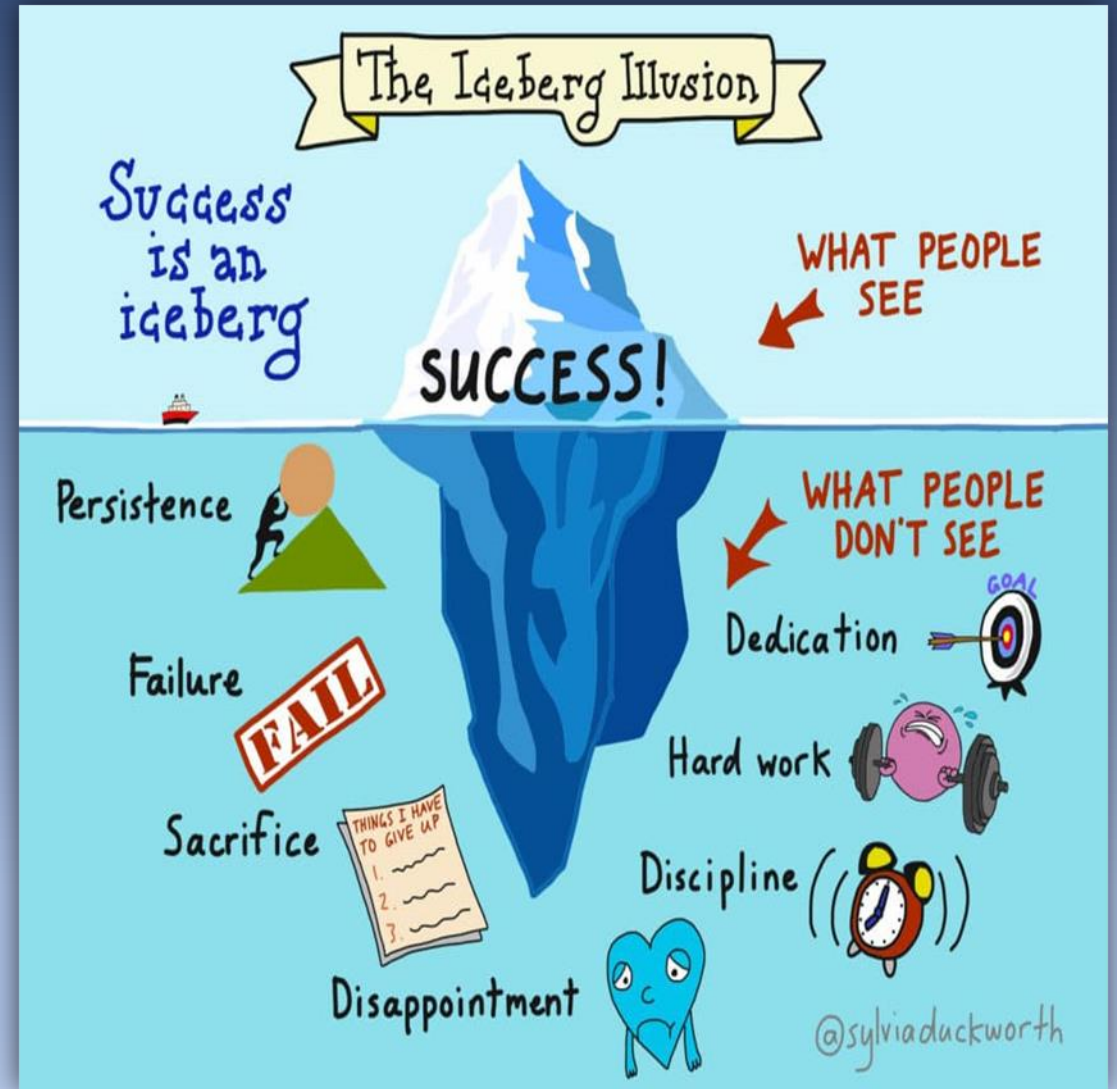 The Iceberg Illusion
Success
is an
iceberg
WHAT PEOPLE
SEE
SUCCESS!
Persistence
WHAT PEOPLE
DON'T SEE
GOAL
Dedication
Failure
FAIL
Hard work
Sacrifice
THINGS I HAVE
TO GIVE UP
1.
2.
3.
Discipline
Disappointment
@sylviaduckworth